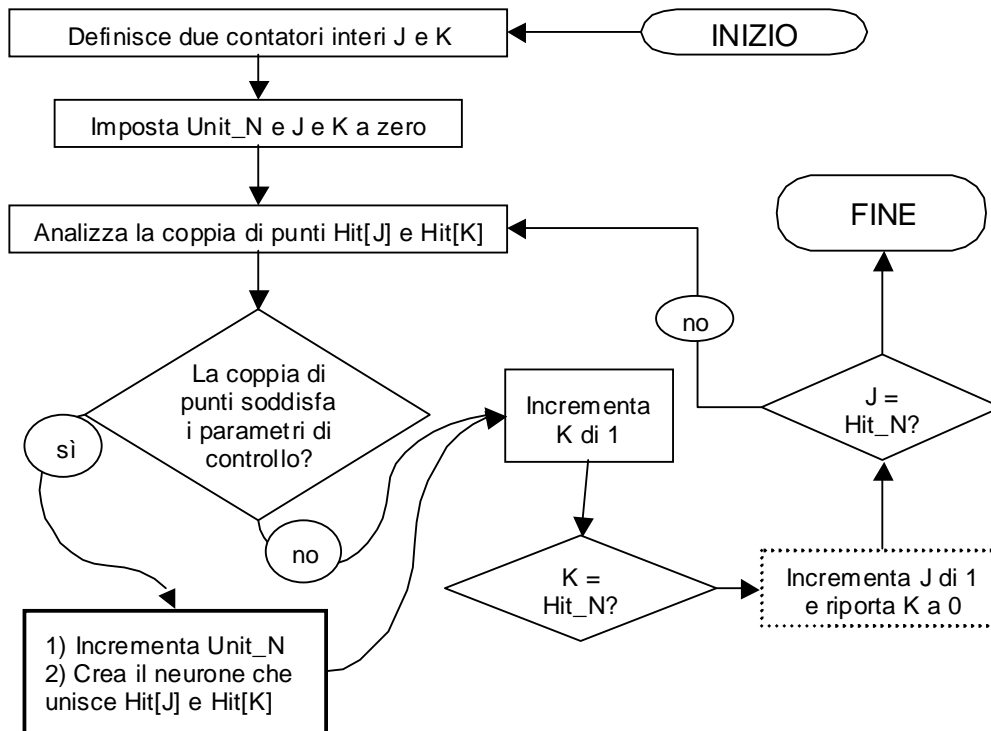 INIZIO
Definisce due contatori interi J e K
Imposta Unit_N e J e K a zero
Analizza la coppia di punti Hit[J] e Hit[K]
La coppia di
punti soddisfa
i parametri di
controllo?
sì
no
1) Incrementa Unit_N
2) Crea il neurone che
unisce Hit[J] e Hit[K]
Incrementa
K di 1
K =
Hit_N?
Incrementa J di 1
e riporta K a 0
J =
Hit_N?
no
FINE